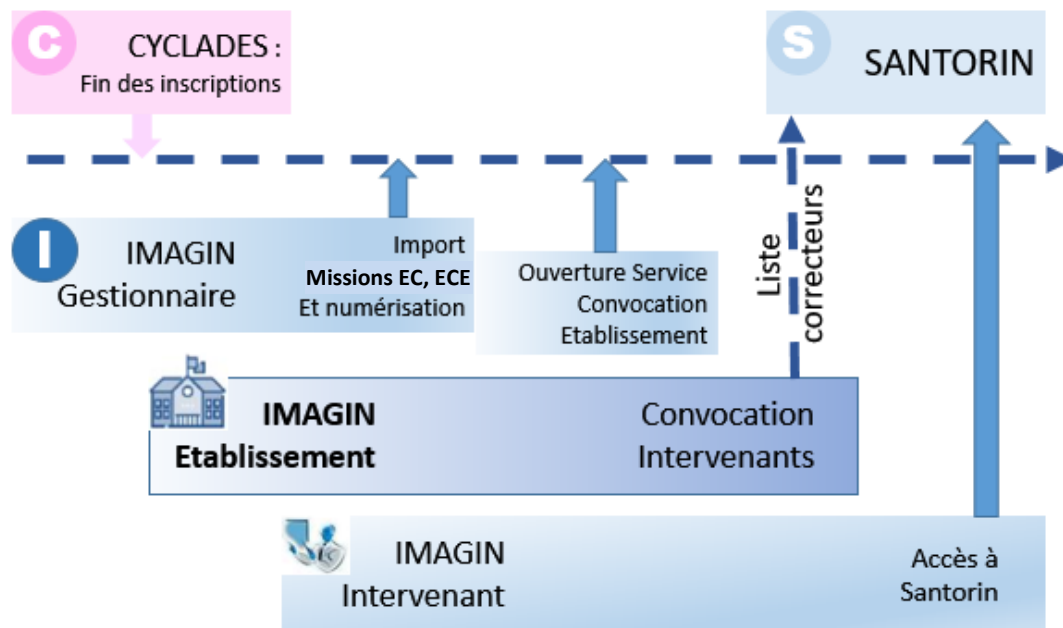 C
CYCLADES :
Fin des inscriptions
S
SANTORIN
I
IMAGIN
Gestionnaire
Import
Missions EC, ECE
Et numérisation
Ouverture Service
Convocation
Etablissement
Liste
correcteurs
IMAGIN
Etablissement
Convocation
Intervenants
IMAGIN
Intervenant
Accès à
Santorin